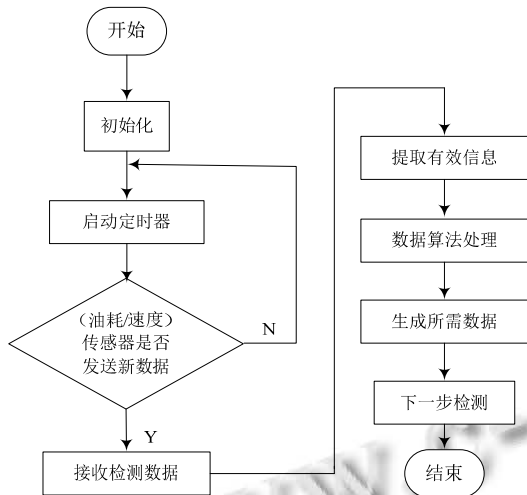 开始
初始化
启动定时器
（油耗/速度）
传感器是否
发送新数据
N
Y
接收检测数据
提取有效信息
数据算法处理
生成所需数据
下一步检测
结束